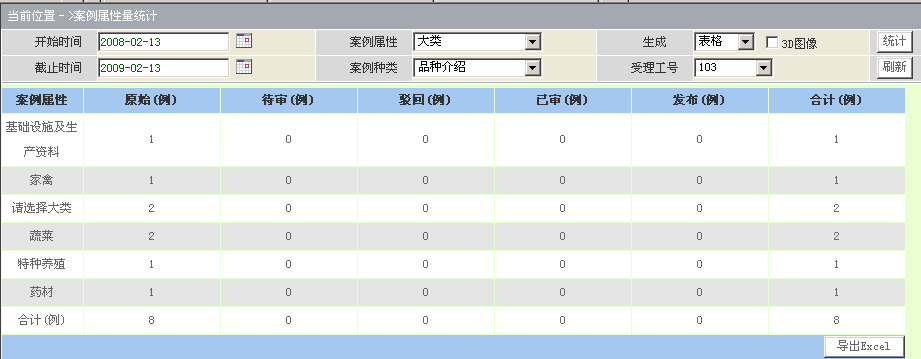 当前位置－>案例属性量统计
开始时间 2008-02-13 案例属性 大类 生成 表格 3D图像 统计
截止时间 2009-02-13 案例种类 品种介绍 受理工号 103 刷新
案例属性 原始(例) 待审(例) 驳回(例) 已审(例) 发布(例) 合计(例)
基础设施及生
产资料 1 0 0 0 0 1
家禽 1 0 0 0 0 1
请选择大类 2 0 0 0 0 2
蔬菜 2 0 0 0 0 2
特种养殖 1 0 0 0 0 1
药材 1 0 0 0 0 1
合计(例) 8 0 0 0 0 8
导出Excel